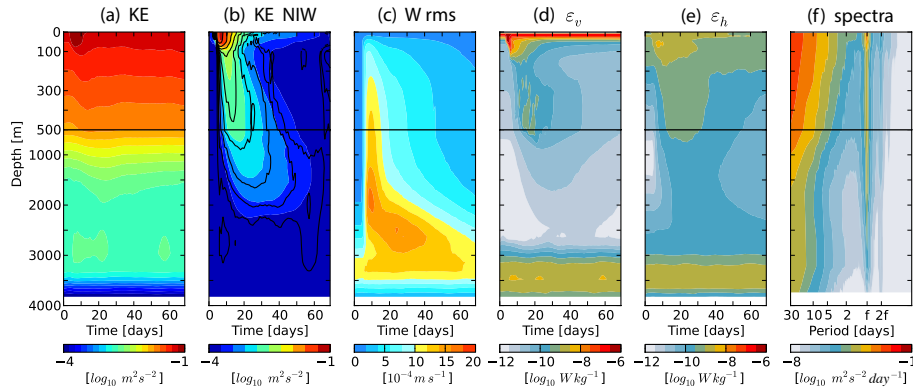 (a) KE
(b) KE NIW
(c) W rms
(d) εv
(e) εh
(f) spectra
Depth [m]
0
100
300
500
1000
2000
3000
4000
0 20 40 60
Time [days]
0 20 40 60
Time [days]
0 20 40 60
Time [days]
0 20 40 60
Time [days]
0 20 40 60
Time [days]
30 10 5 2 f 2f
Period [days]
−4 −1
[log10 m²s⁻²]
−4 −1
[log10 m²s⁻²]
0 5 10 15 20
[10⁻⁴ m s⁻¹]
−12 −10 −8 −6
[log10 Wkg⁻¹]
−12 −10 −8 −6
[log10 Wkg⁻¹]
−8 −1
[log10 m²s⁻² day⁻¹]